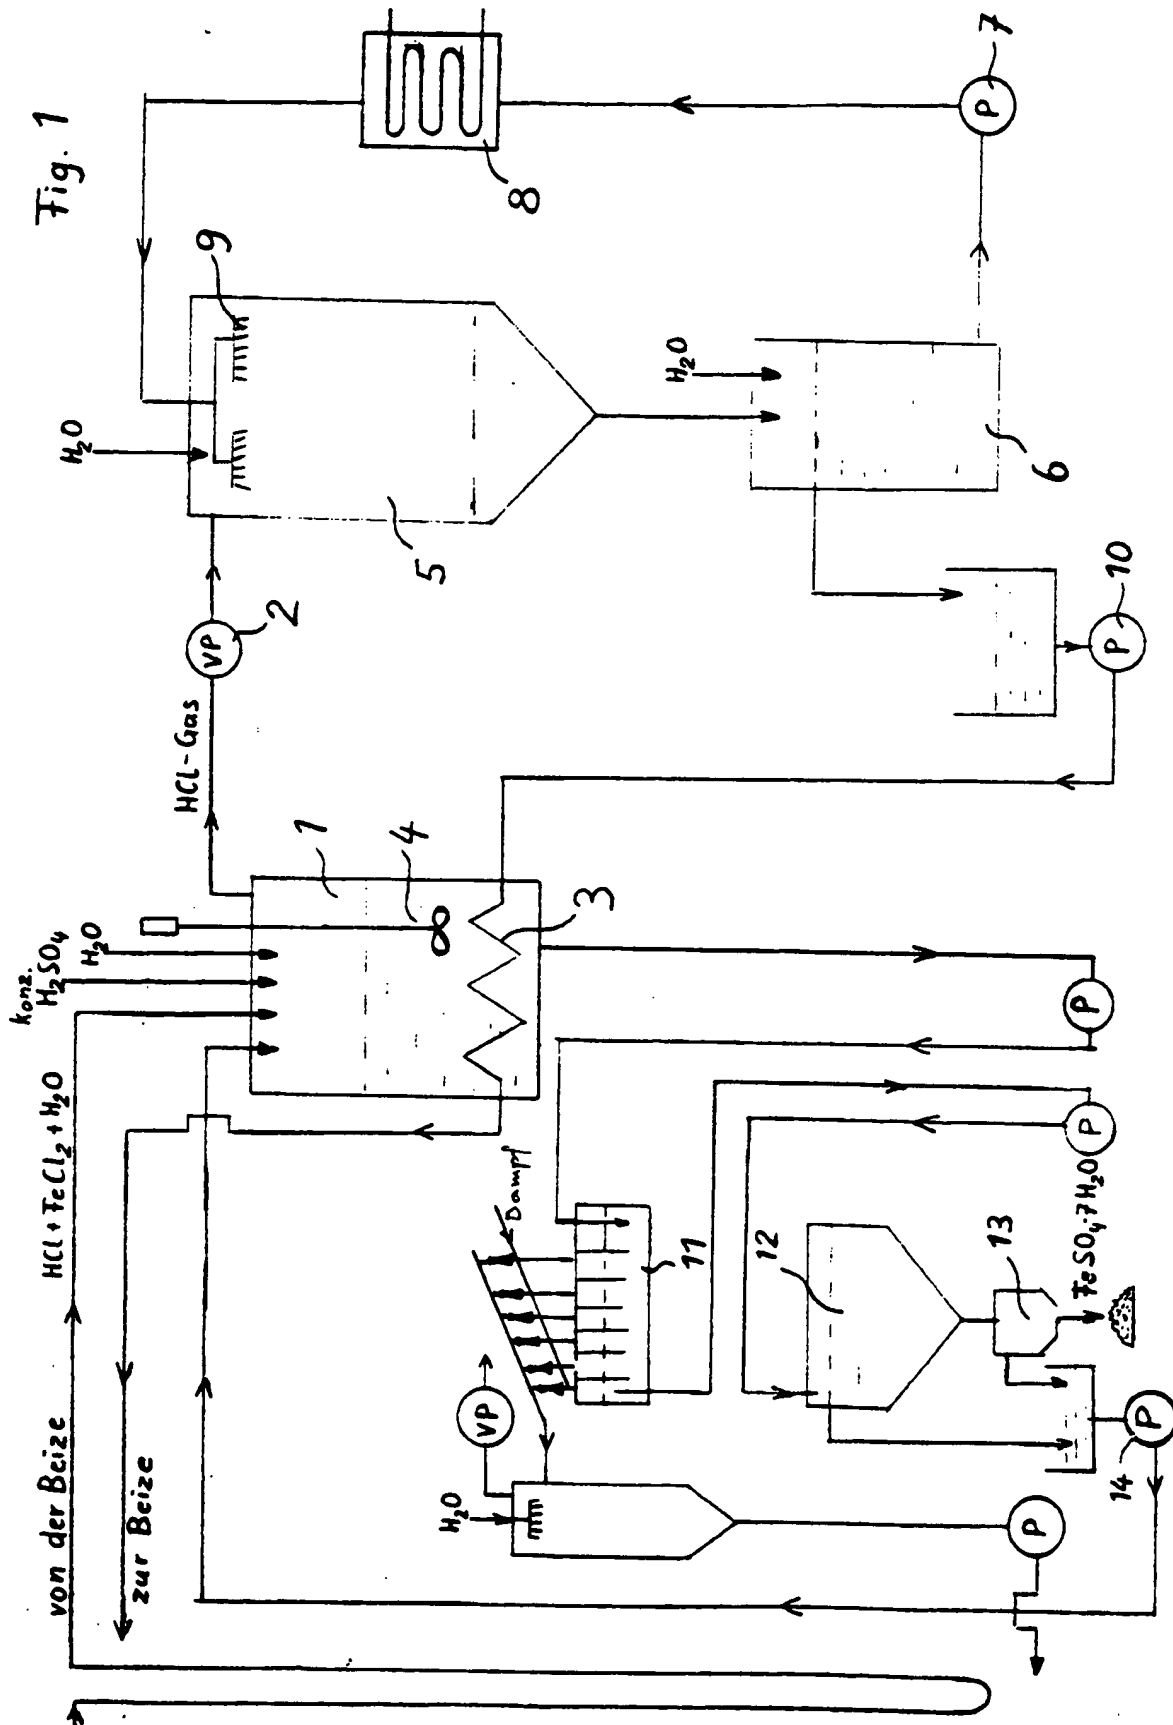 Fig. 1
von der Beize
HCl + FeCl₂ + H₂O
zur Beize
konz.
H₂SO₄
H₂O
HCl-Gas
VP
2
H₂O
9
5
8
1
4
3
Dampf
VP
H₂O
11
12
13
FeSO₄·7H₂O
P
P
P
14
P
P
10
H₂O
6
P
7